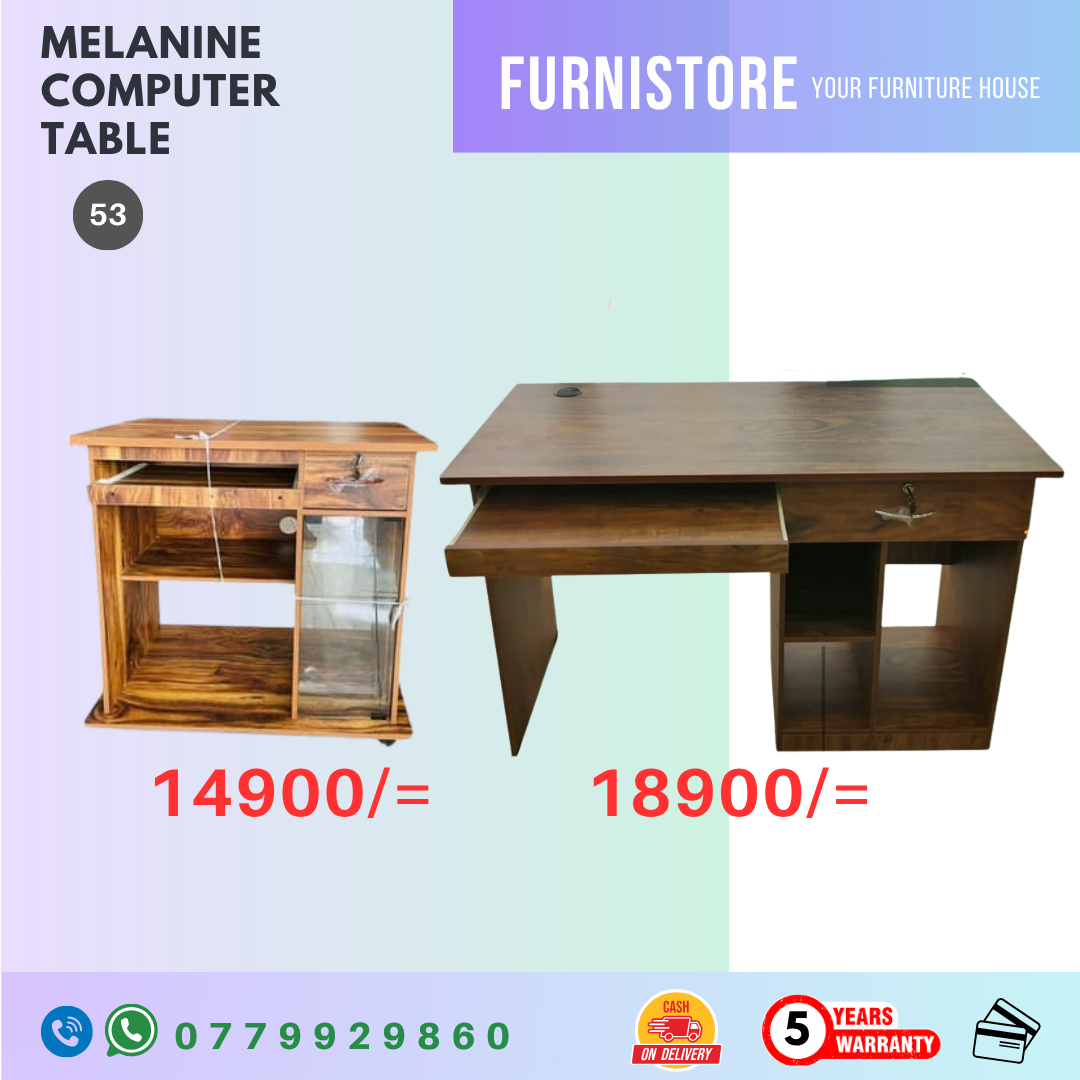 MELANINE
COMPUTER
TABLE
FURNISTORE YOUR FURNITURE HOUSE
53
14900/=
18900/=
0779929860
CASH
ON DELIVERY
5 YEARS
WARRANTY